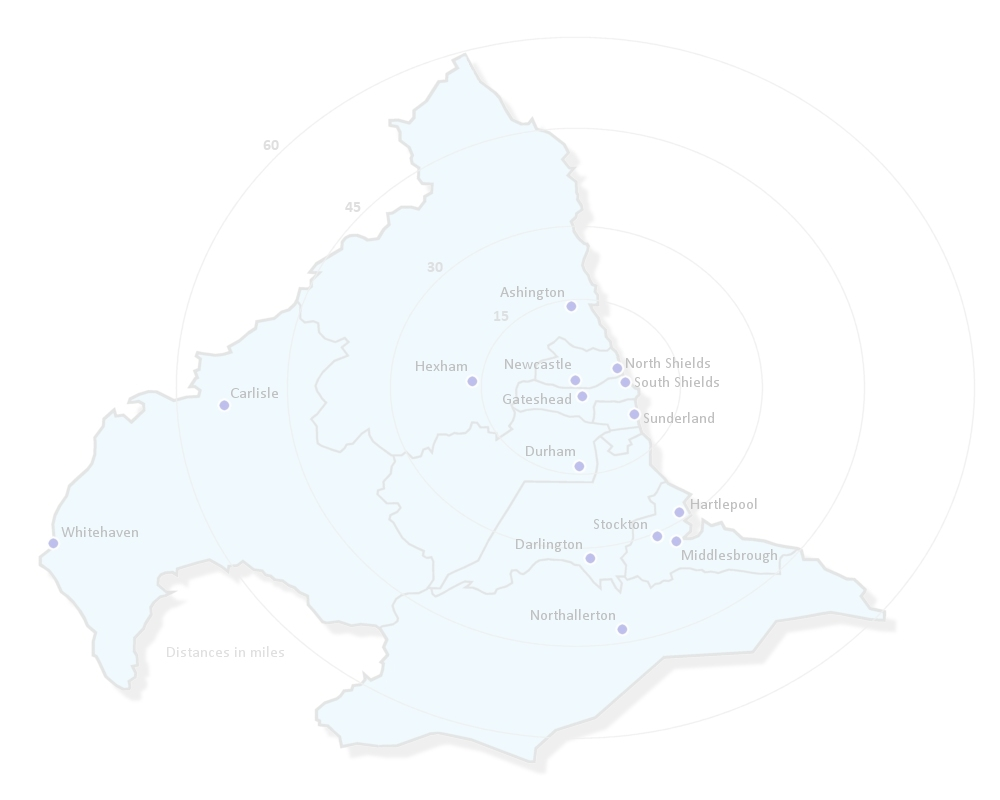 60
45
30
15
Ashington
Hexham
Newcastle
North Shields
South Shields
Carlisle
Gateshead
Sunderland
Durham
Hartlepool
Stockton
Whitehaven
Darlington
Middlesbrough
Northallerton
Distances in miles